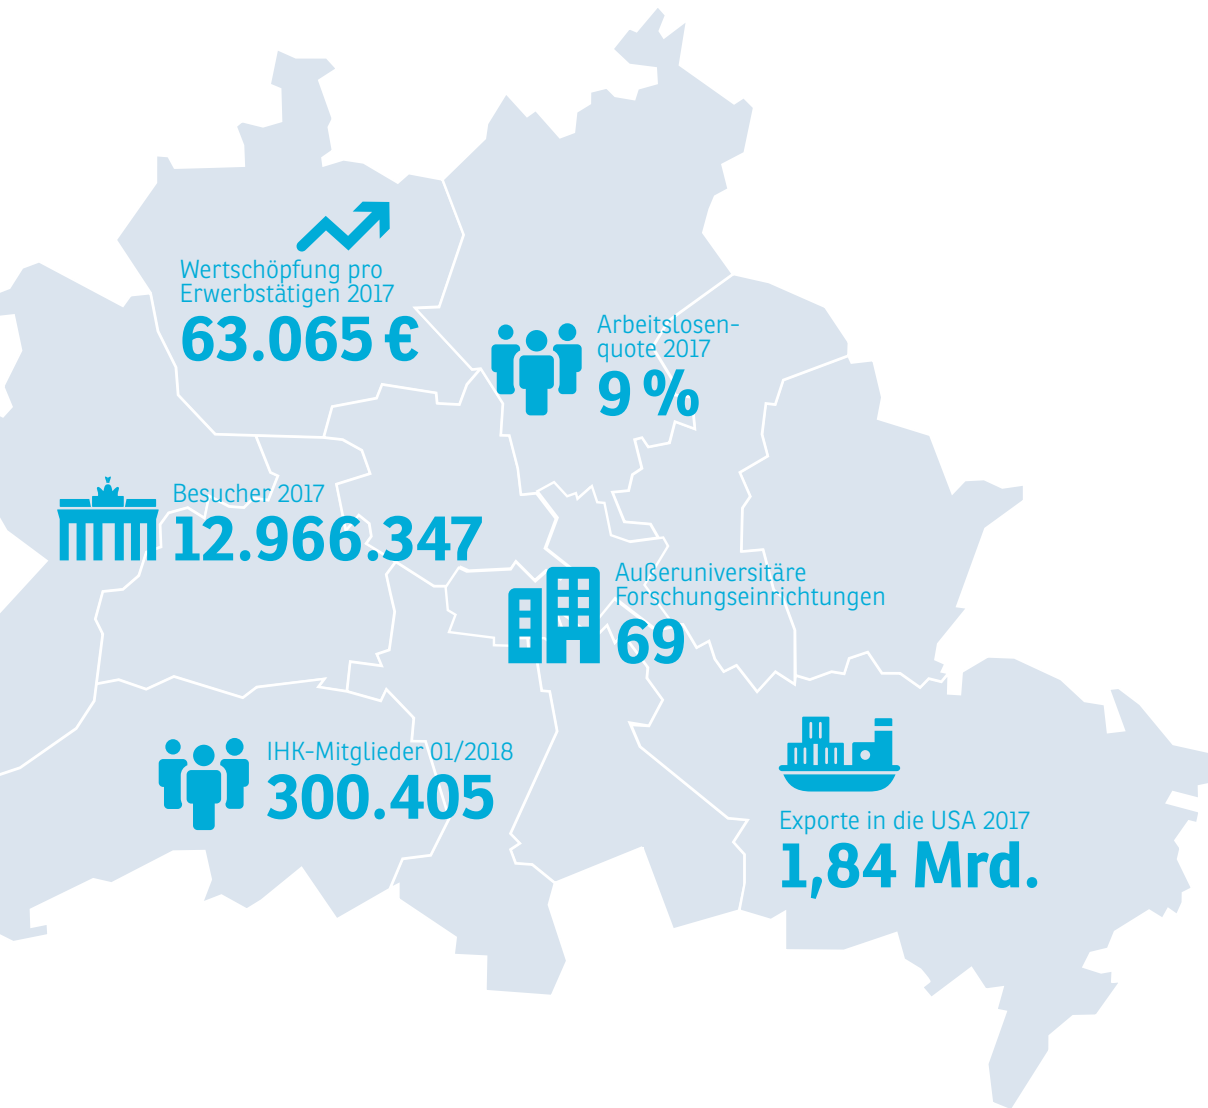 Wertschöpfung pro
Erwerbstätigen 2017
63.065 €
Arbeitslosen-
quote 2017
9 %
Besucher 2017
12.966.347
Außeruniversitäre
Forschungseinrichtungen
69
IHK-Mitglieder 01/2018
300.405
Exporte in die USA 2017
1,84 Mrd.